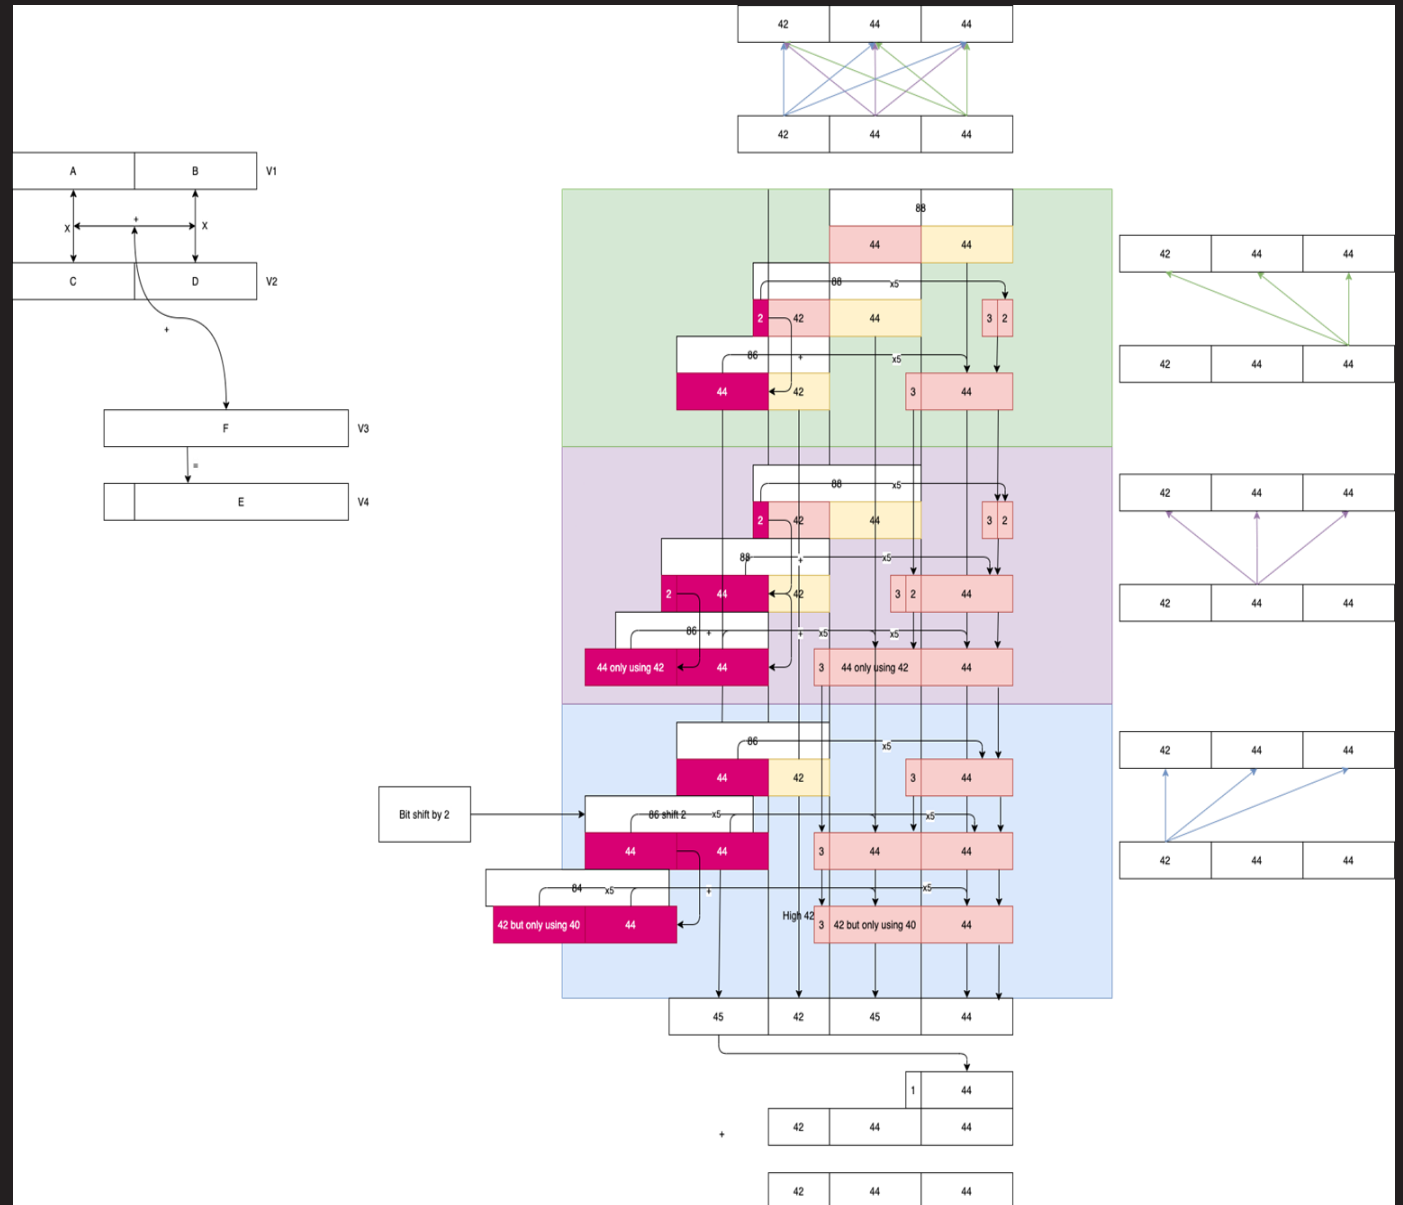 42 44 44
42 44 44
A B V1
+
X X
C D V2
+
F V3
=
E V4
88
44 44
42 44 44
88 x5
2 42 44 3 2
86 + x5
44 42 3 44
42 44 44
88 x5
2 42 44 3 2
42 44 44
88 + x5
2 44 42 3 2 44
42 44 44
86 + + x5 x5
44 only using 42 44 3 44 only using 42 44
86 x5
42 44 44
44 42 3 44
Bit shift by 2
86 shift 2 x5 x5
44 44 3 44 44
42 44 44
84 x5 + x5
High 42
42 but only using 40 44 3 42 but only using 40 44
45 42 45 44
1 44
42 44 44
+
42 44 44